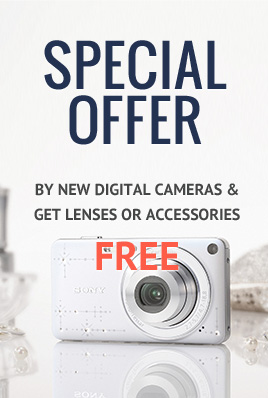 SPECIAL
OFFER
BY NEW DIGITAL CAMERAS &
GET LENSES OR ACCESSORIES
FREE
SONY